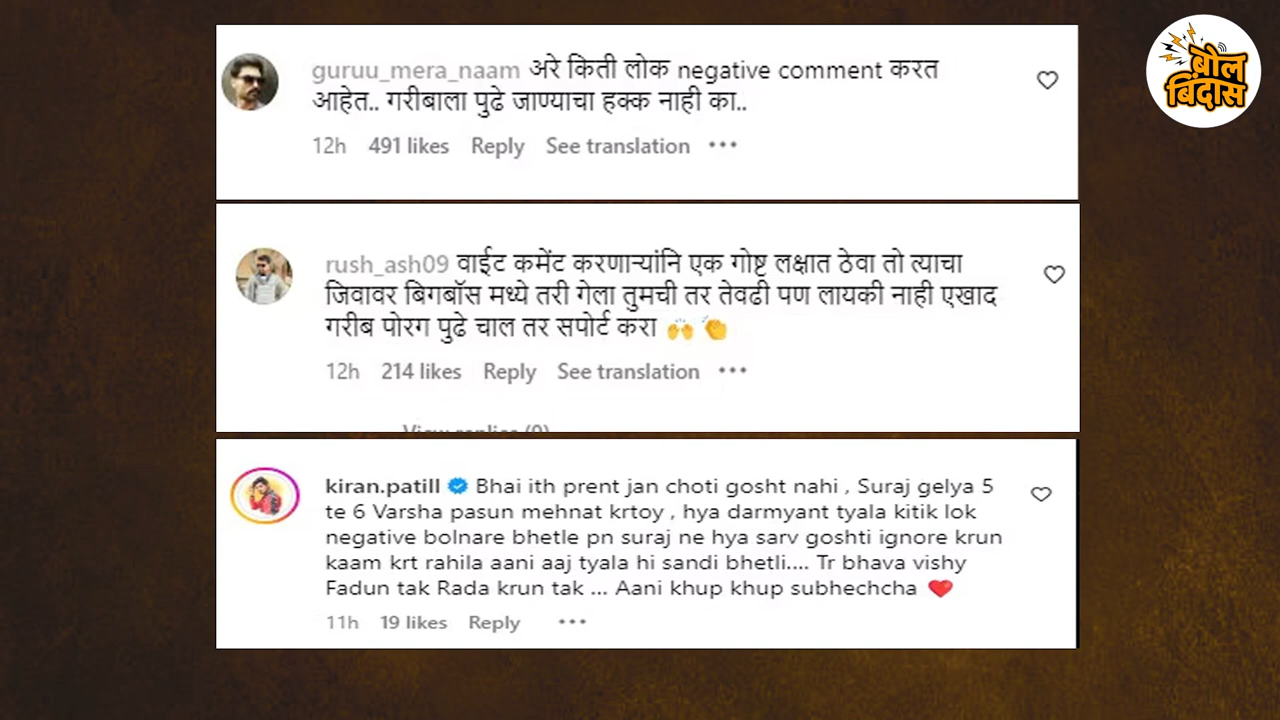 बोल
बिंदास
guruu_mera_naam अरे किती लोक negative comment करत
आहेत.. गरीबाला पुढे जाण्याचा हक्क नाही का..
12h 491 likes Reply See translation •••
rush_ash09 वाईट कमेंट करणाऱ्यांनि एक गोष्ट लक्षात ठेवा तो त्याचा
जिवावर बिगबॉस मध्ये तरी गेला तुमची तर तेवढी पण लायकी नाही एखाद
गरीब पोरग पुढे चाल तर सपोर्ट करा 🙌 👏
12h 214 likes Reply See translation •••
View replies (9)
kiran.patill Bhai ith prent jan choti gosht nahi , Suraj gelya 5
te 6 Varsha pasun mehnat krtoy , hya darmyant tyala kitik lok
negative bolnare bhetle pn suraj ne hya sarv goshti ignore krun
kaam krt rahila aani aaj tyala hi sandi bhetli.... Tr bhava vishy
Fadun tak Rada krun tak ... Aani khup khup subhechcha ❤️
11h 19 likes Reply •••